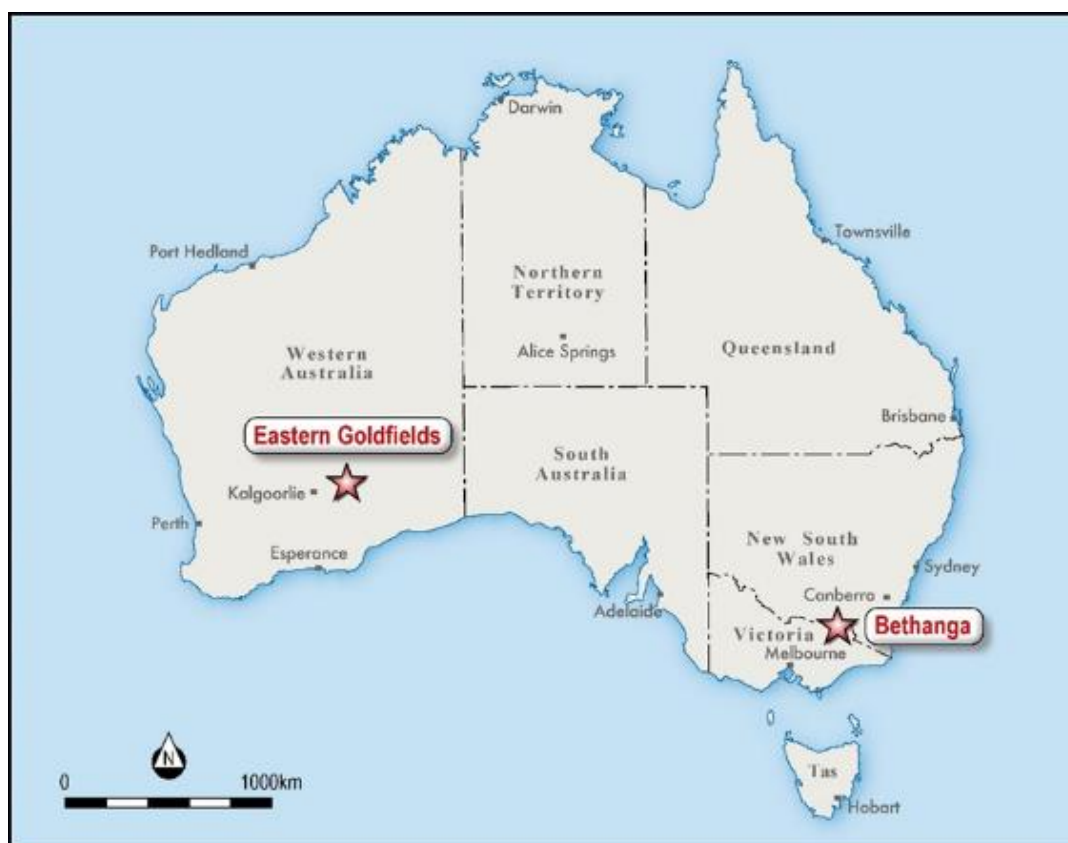 Darwin
Port Hedland
Townsville
Northern
Territory
Alice Springs
Western
Australia
Queensland
Brisbane
Eastern Goldfields
South
Australia
Kalgoorlie
Perth
Esperance
New South
Wales
Sydney
Canberra
Adelaide
Victoria
Bethanga
Melbourne
N
0
1000km
Tas
Hobart